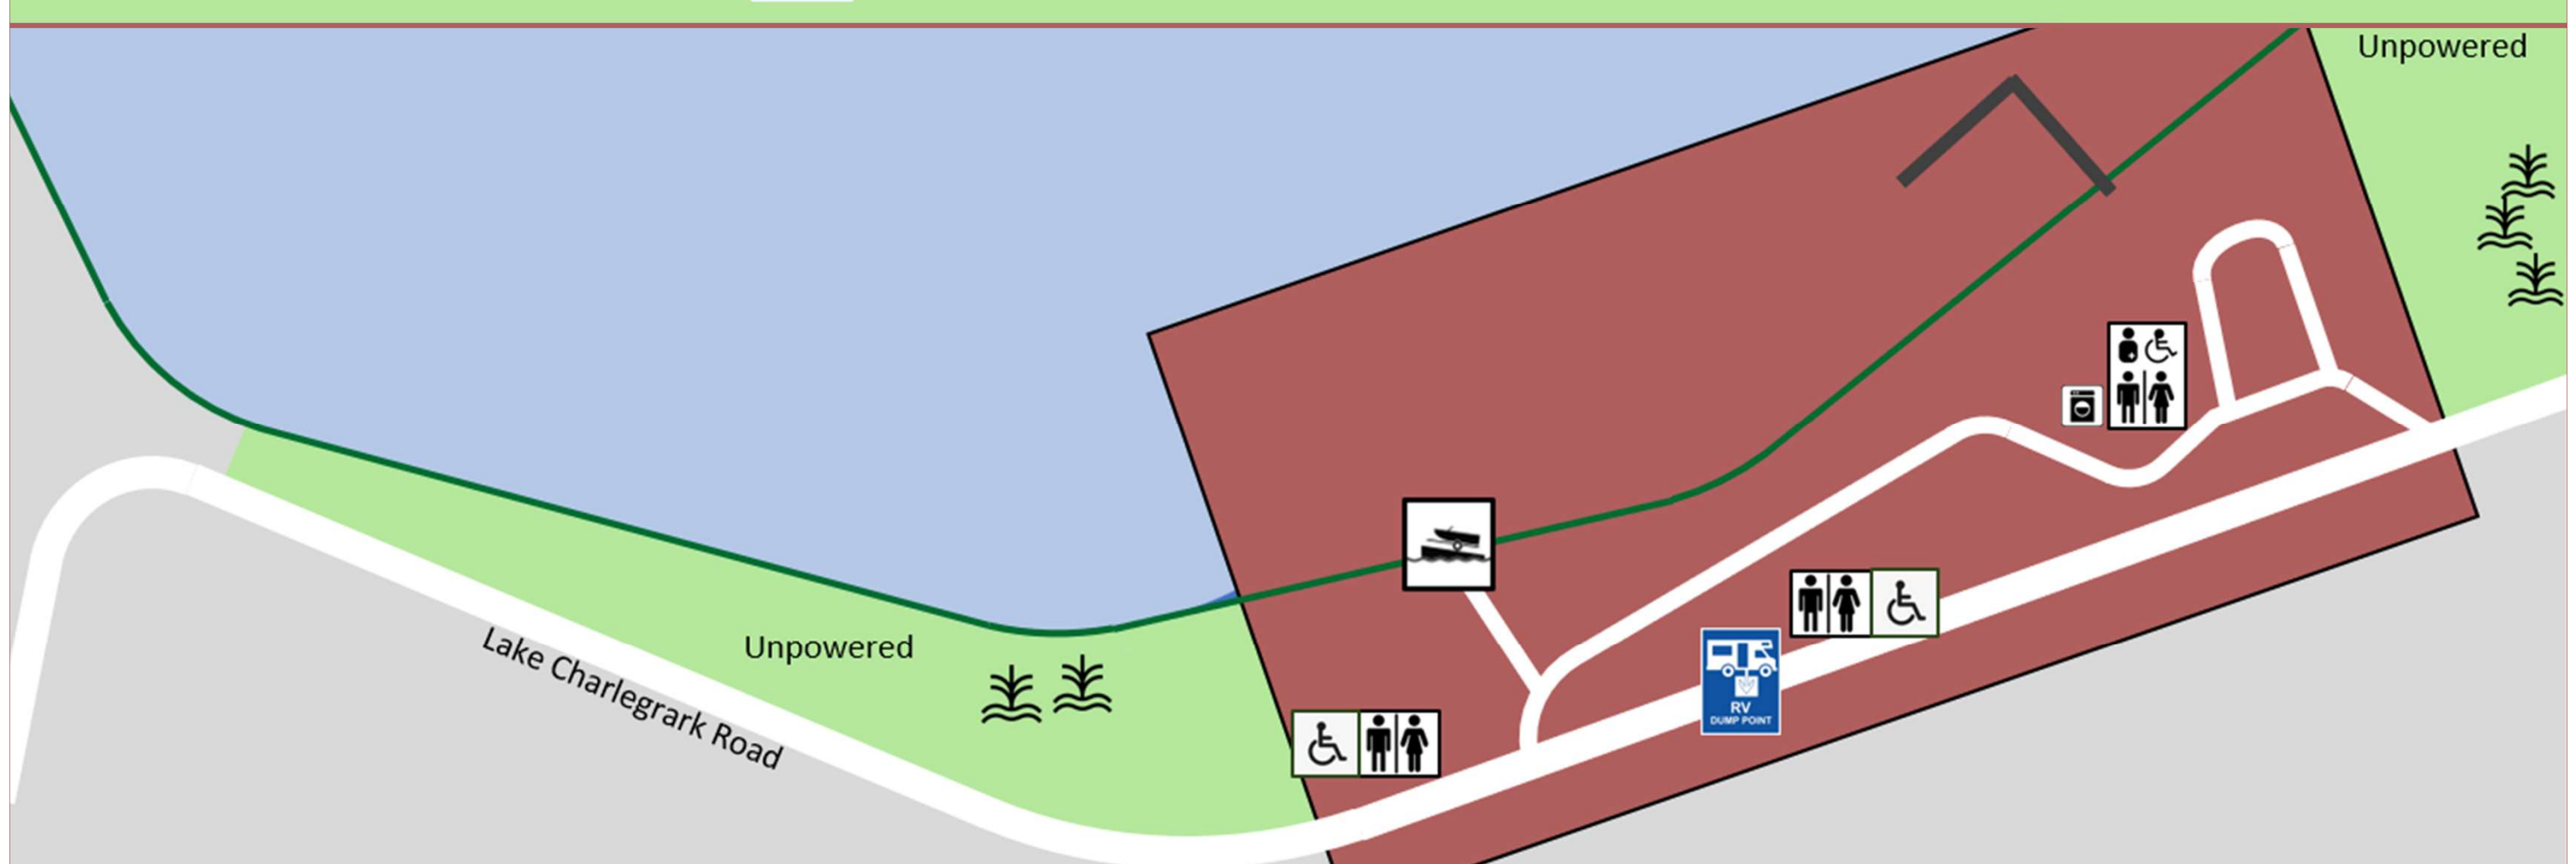 Unpowered
Unpowered
Lake Charlegrark Road
RV
DUMP POINT